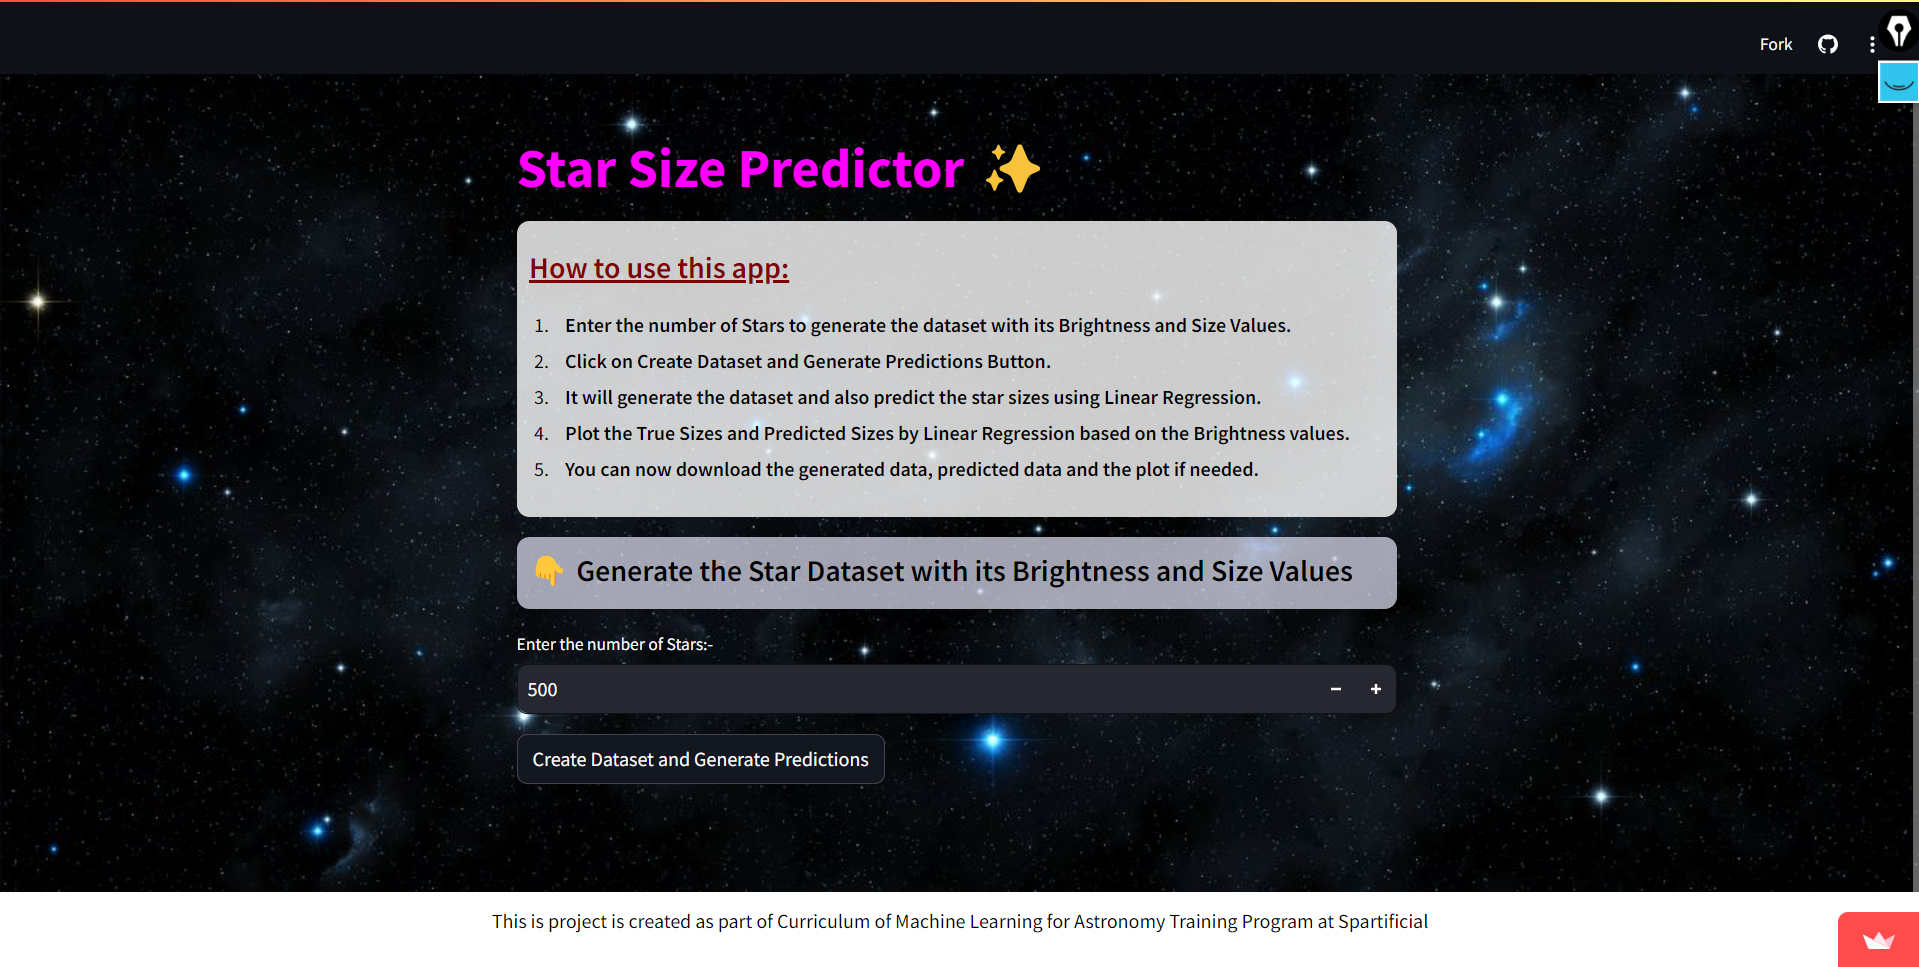 Fork
Star Size Predictor
How to use this app:
1. Enter the number of Stars to generate the dataset with its Brightness and Size Values.
2. Click on Create Dataset and Generate Predictions Button.
3. It will generate the dataset and also predict the star sizes using Linear Regression.
4. Plot the True Sizes and Predicted Sizes by Linear Regression based on the Brightness values.
5. You can now download the generated data, predicted data and the plot if needed.
Generate the Star Dataset with its Brightness and Size Values
Enter the number of Stars:-
500
Create Dataset and Generate Predictions
This is project is created as part of Curriculum of Machine Learning for Astronomy Training Program at Spartificial